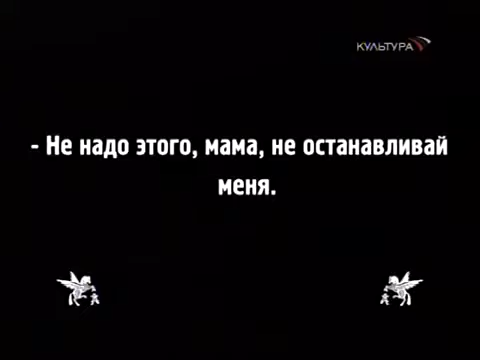 КУЛЬТУРА
- Не надо этого, мама, не останавливай
меня.